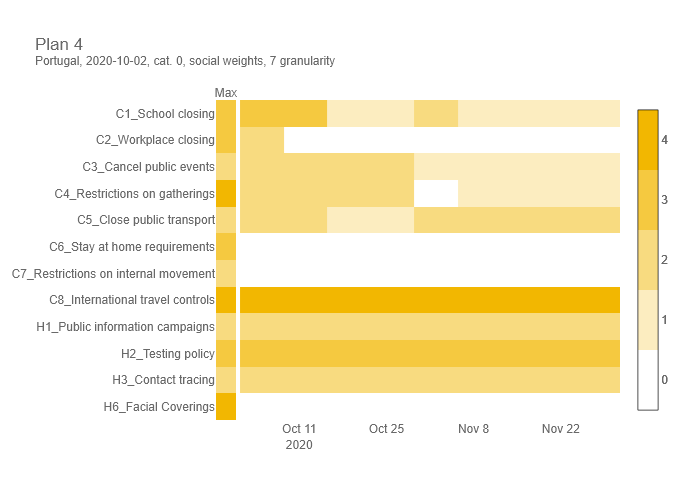 Plan 4
Portugal, 2020-10-02, cat. 0, social weights, 7 granularity
Max
C1_School closing
C2_Workplace closing
C3_Cancel public events
C4_Restrictions on gatherings
C5_Close public transport
C6_Stay at home requirements
C7_Restrictions on internal movement
C8_International travel controls
H1_Public information campaigns
H2_Testing policy
H3_Contact tracing
H6_Facial Coverings
Oct 11 Oct 25 Nov 8 Nov 22
2020
4
3
2
1
0